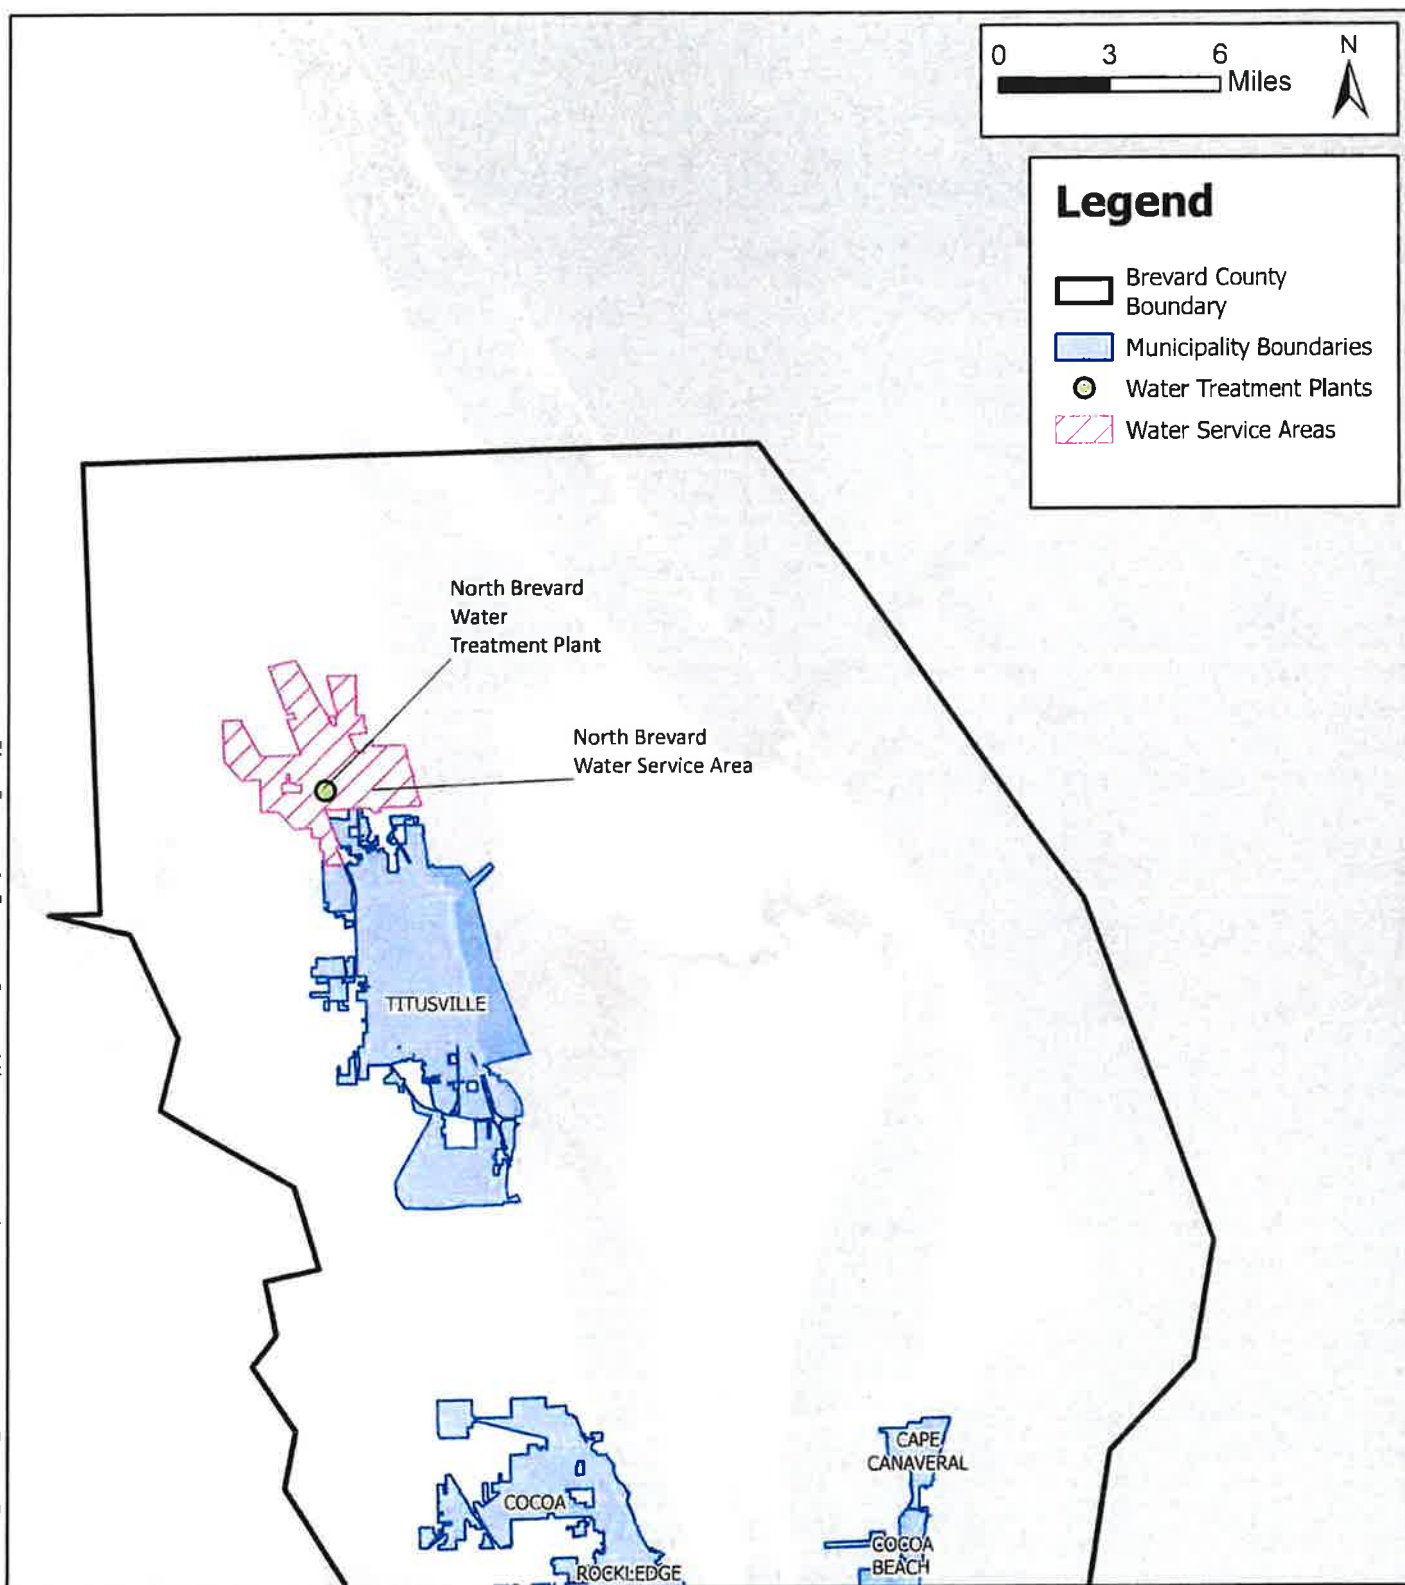 0 3 6
Miles
N
Legend
Brevard County
Boundary
Municipality Boundaries
Water Treatment Plants
Water Service Areas
North Brevard
Water
Treatment Plant
North Brevard
Water Service Area
TITUSVILLE
CAPE
CANAVERAL
COCOA
COCOA
BEACH
ROCKLEDGE